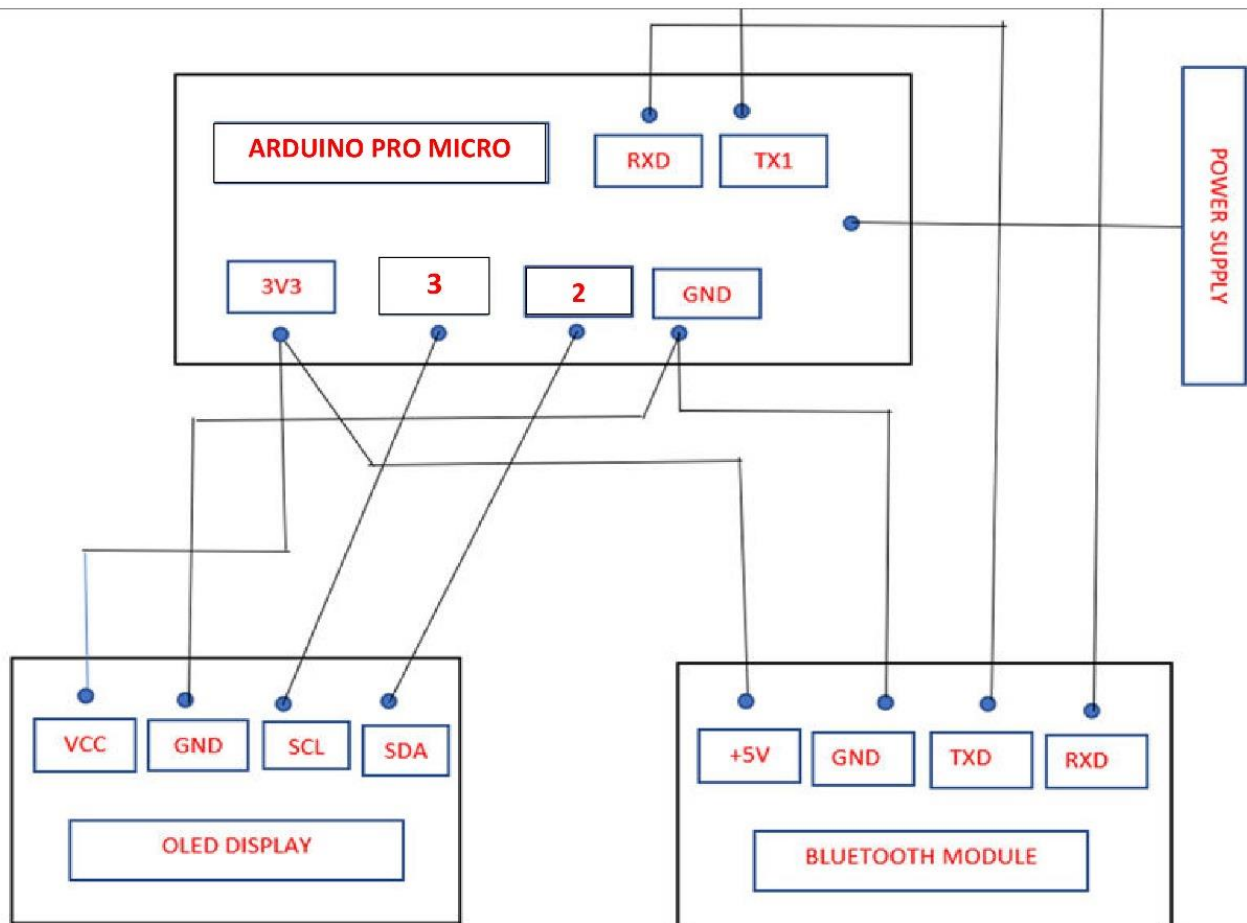 ARDUINO PRO MICRO
RXD
TX1
POWER SUPPLY
3V3
3
2
GND
VCC
GND
SCL
SDA
OLED DISPLAY
+5V
GND
TXD
RXD
BLUETOOTH MODULE